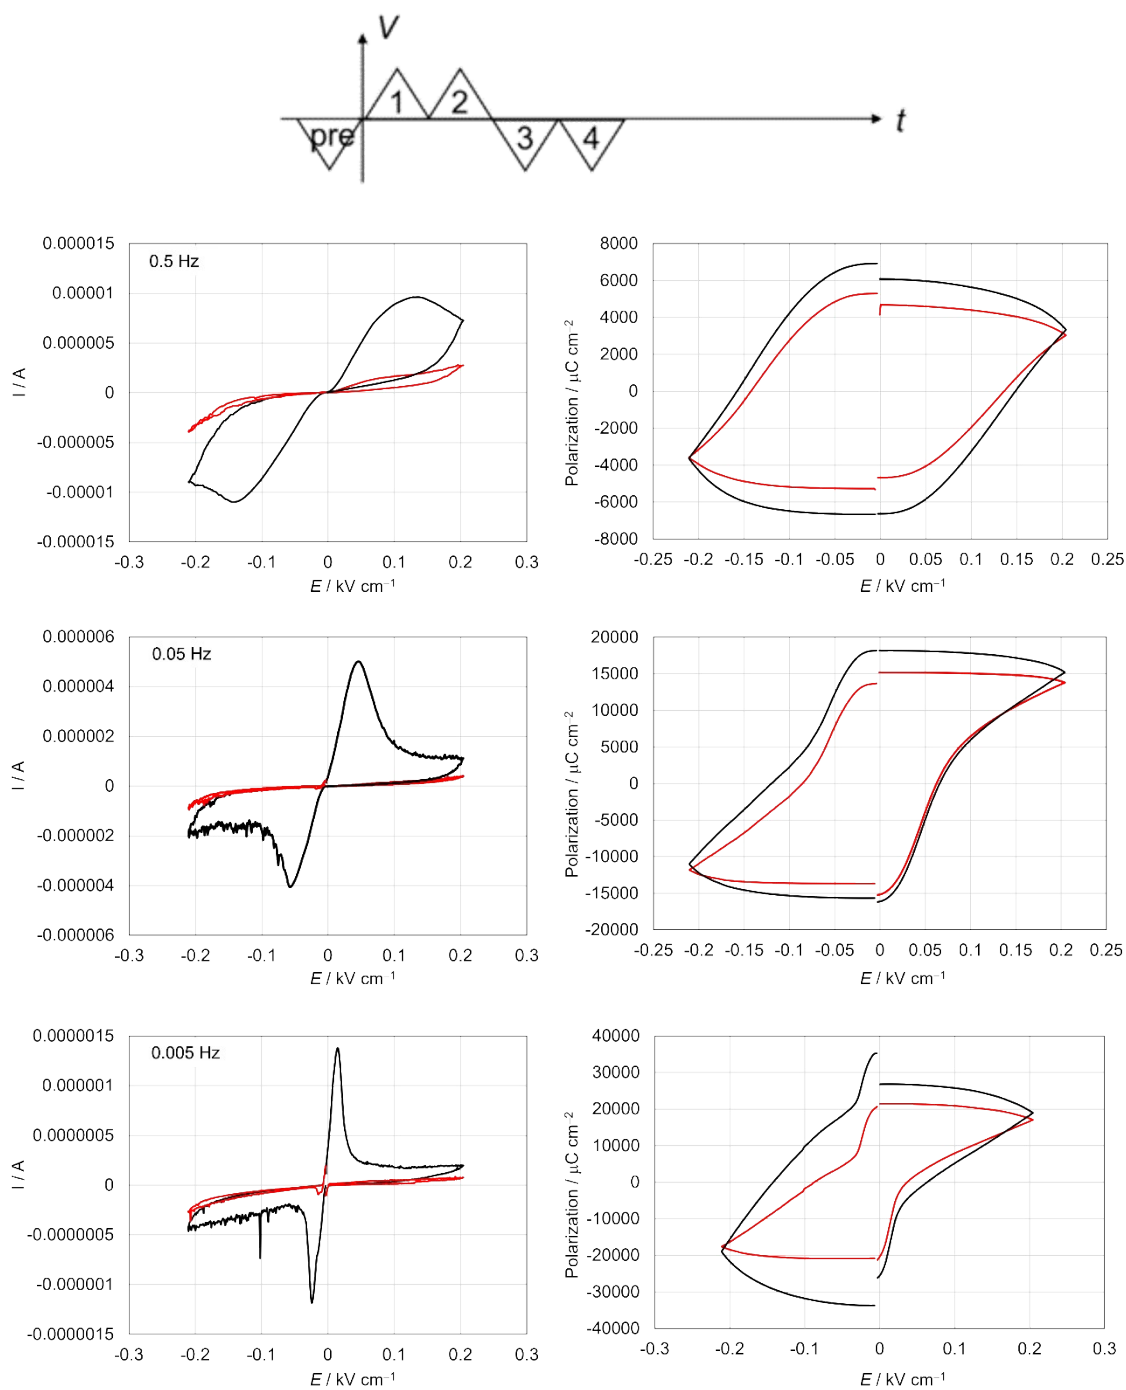 V
1 2
t
pre
3 4
0.000015
0.00001
0.000005
0
-0.000005
-0.00001
-0.000015
0.5 Hz
I / A
-0.3 -0.2 -0.1 0 0.1 0.2 0.3
E / kV cm⁻¹
8000
6000
4000
2000
0
-2000
-4000
-6000
-8000
Polarization / μC cm⁻²
-0.25 -0.2 -0.15 -0.1 -0.05 0 0.05 0.1 0.15 0.2 0.25
E / kV cm⁻¹
0.000006
0.000004
0.000002
0
-0.000002
-0.000004
-0.000006
0.05 Hz
I / A
-0.3 -0.2 -0.1 0 0.1 0.2 0.3
E / kV cm⁻¹
20000
15000
10000
5000
0
-5000
-10000
-15000
-20000
Polarization / μC cm⁻²
-0.25 -0.2 -0.15 -0.1 -0.05 0 0.05 0.1 0.15 0.2 0.25
E / kV cm⁻¹
0.0000015
0.000001
0.0000005
0
-0.0000005
-0.000001
-0.0000015
0.005 Hz
I / A
-0.3 -0.2 -0.1 0 0.1 0.2 0.3
E / kV cm⁻¹
40000
30000
20000
10000
0
-10000
-20000
-30000
-40000
Polarization / μC cm⁻²
-0.3 -0.2 -0.1 0 0.1 0.2 0.3
E / kV cm⁻¹